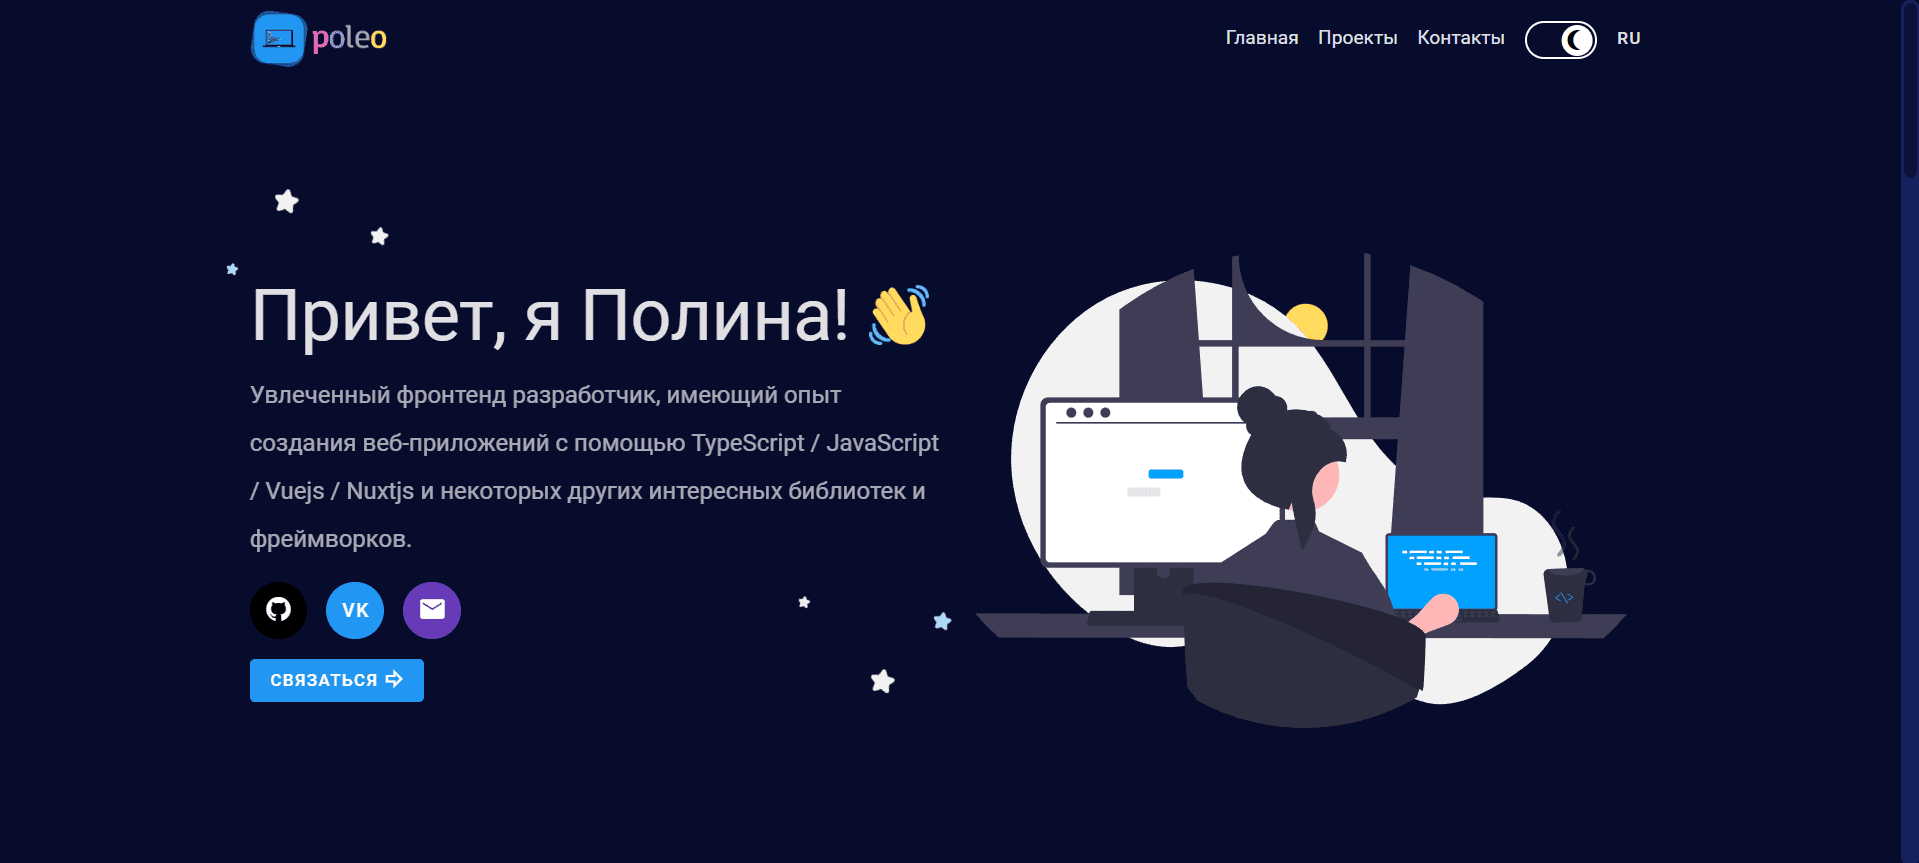 poleo
Главная Проекты Контакты RU
Привет, я Полина!
Увлеченный фронтенд разработчик, имеющий опыт
создания веб-приложений с помощью TypeScript / JavaScript
/ Vuejs / Nuxtjs и некоторых других интересных библиотек и
фреймворков.
VK
СВЯЗАТЬСЯ
<\>